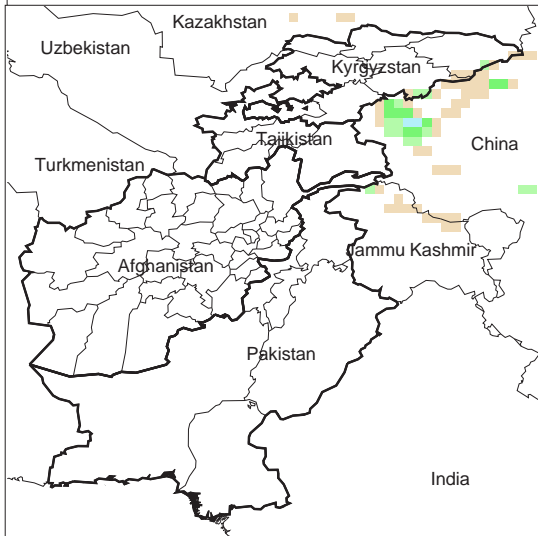 Kazakhstan
Uzbekistan
Kyrgyzstan
Tajikistan
China
Turkmenistan
Jammu Kashmir
Afghanistan
Pakistan
India